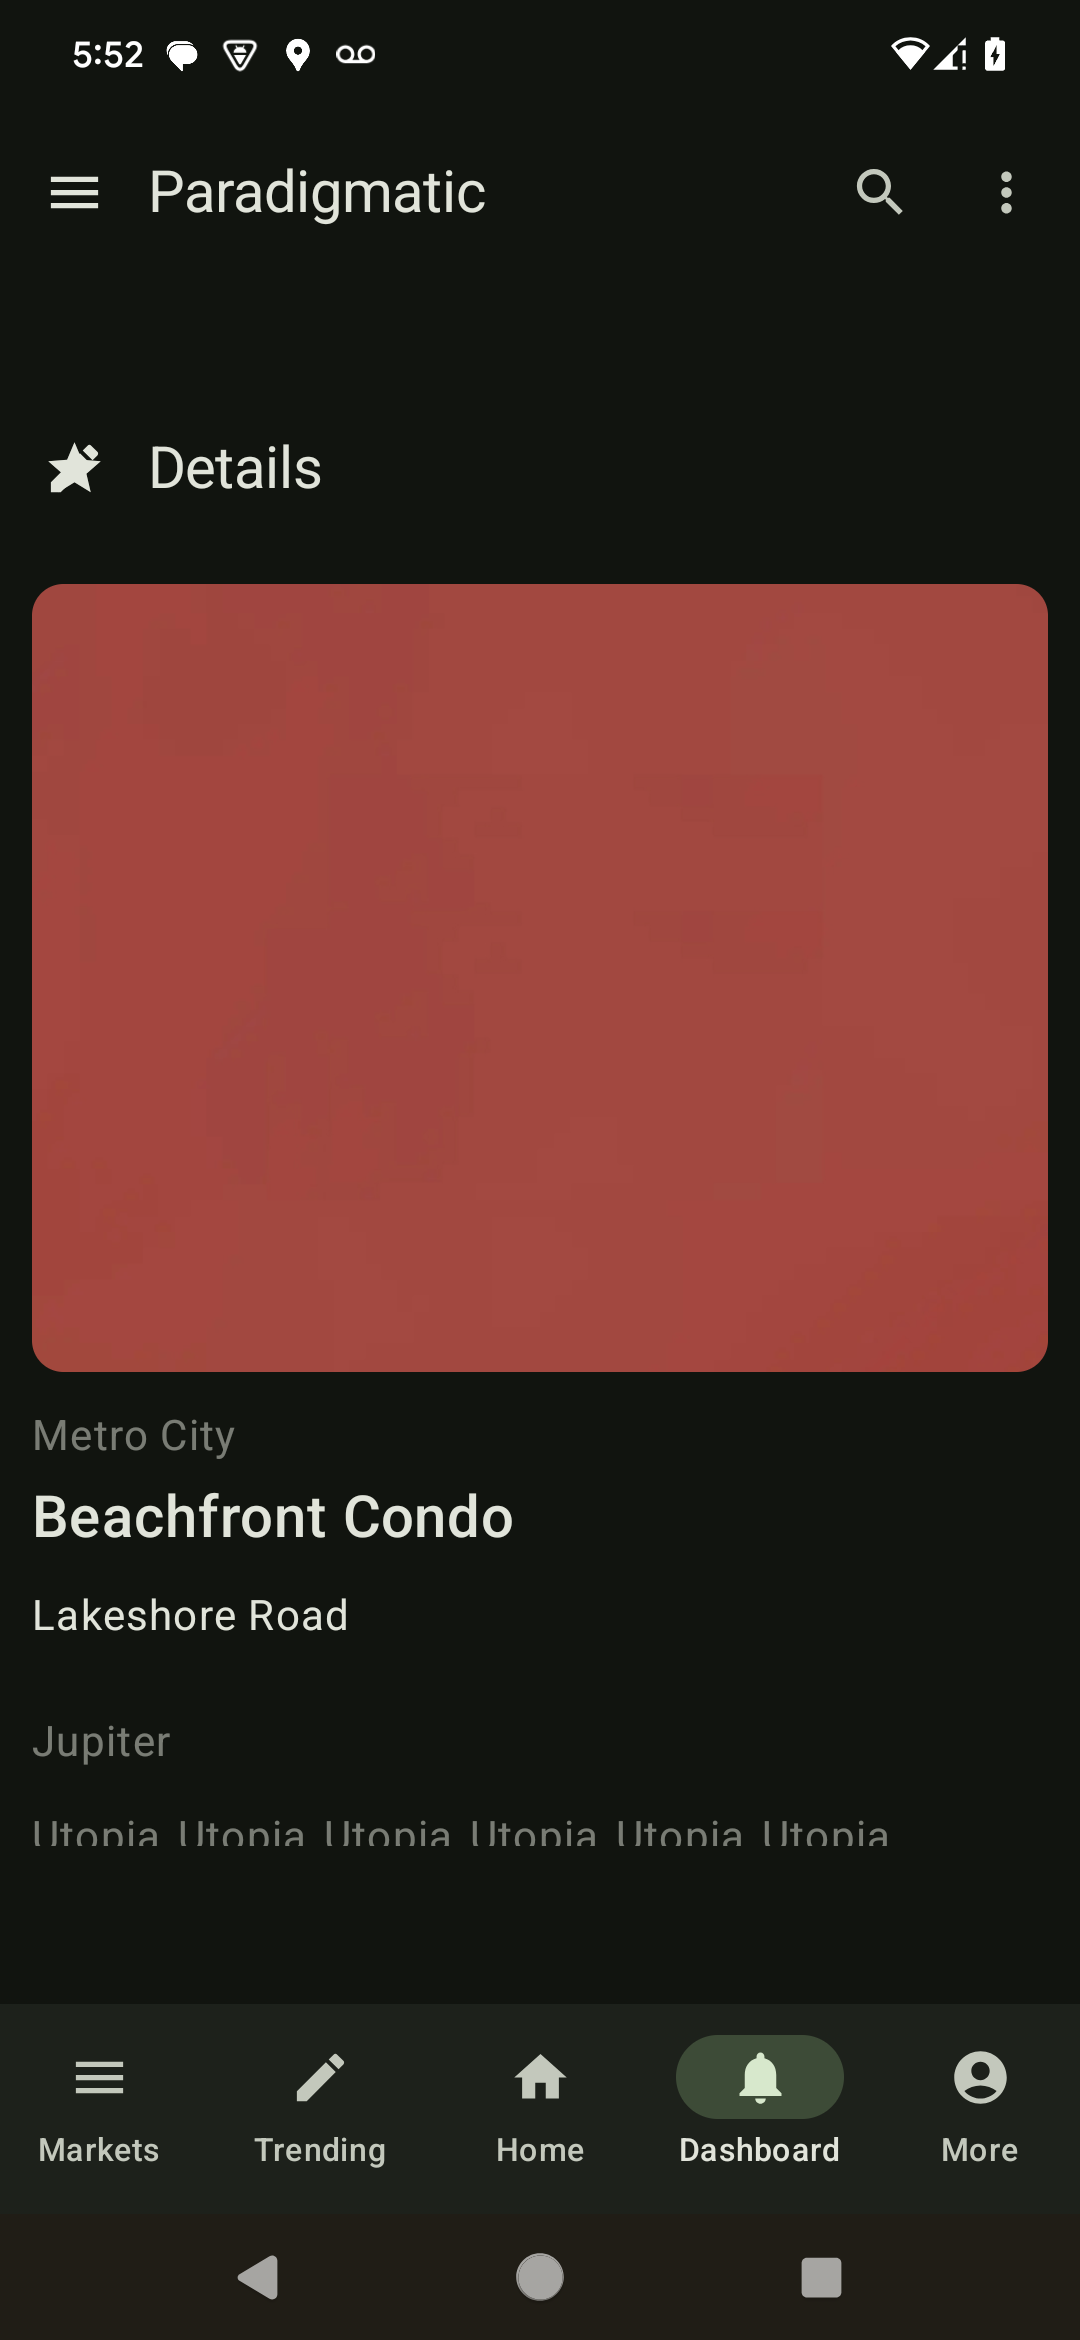 5:52
Paradigmatic
Details
Metro City
Beachfront Condo
Lakeshore Road
Jupiter
Utopia Utopia Utopia Utopia Utopia Utopia
Markets
Trending
Home
Dashboard
More